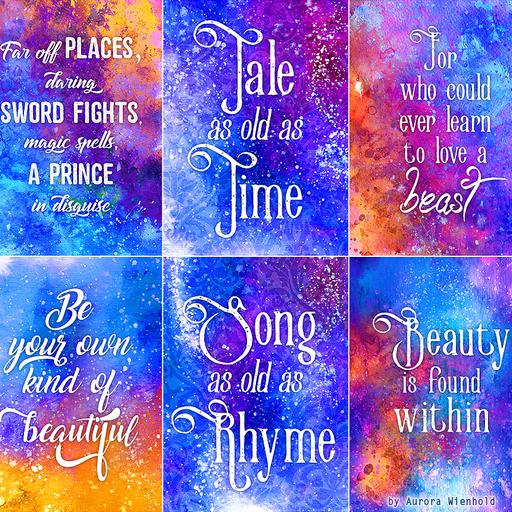 Far off PLACES,
daring
SWORD FIGHTS,
magic spells,
A PRINCE
in disguise
Tale
as old as
Time
For
who could
ever learn
to love a
beast
Be
your own
kind of
beautiful
Song
as old as
Rhyme
Beauty
is found
within
by Aurora Wienhold